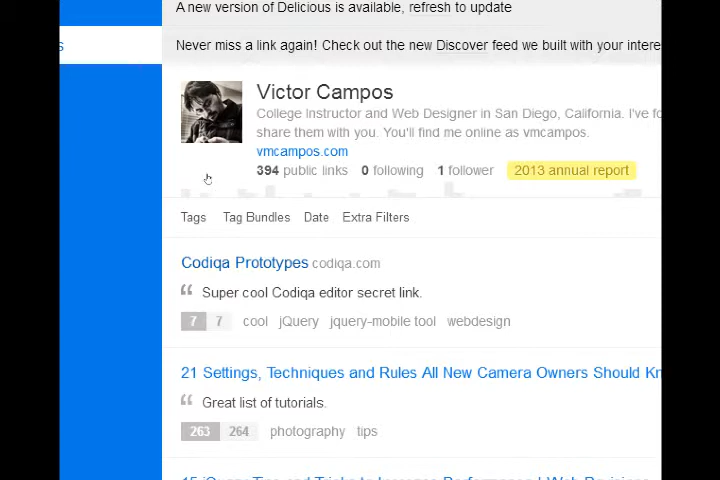 A new version of Delicious is available, refresh to update
Never miss a link again! Check out the new Discover feed we built with your intere
s
Victor Campos
College Instructor and Web Designer in San Diego, California. I've fo
share them with you. You'll find me online as vmcampos.
vmcampos.com
394 public links 0 following 1 follower 2013 annual report
Tags Tag Bundles Date Extra Filters
Codiqa Prototypes codiqa.com
Super cool Codiqa editor secret link.
7 7 cool jQuery jquery-mobile tool webdesign
21 Settings, Techniques and Rules All New Camera Owners Should Kn
Great list of tutorials.
263 264 photography tips